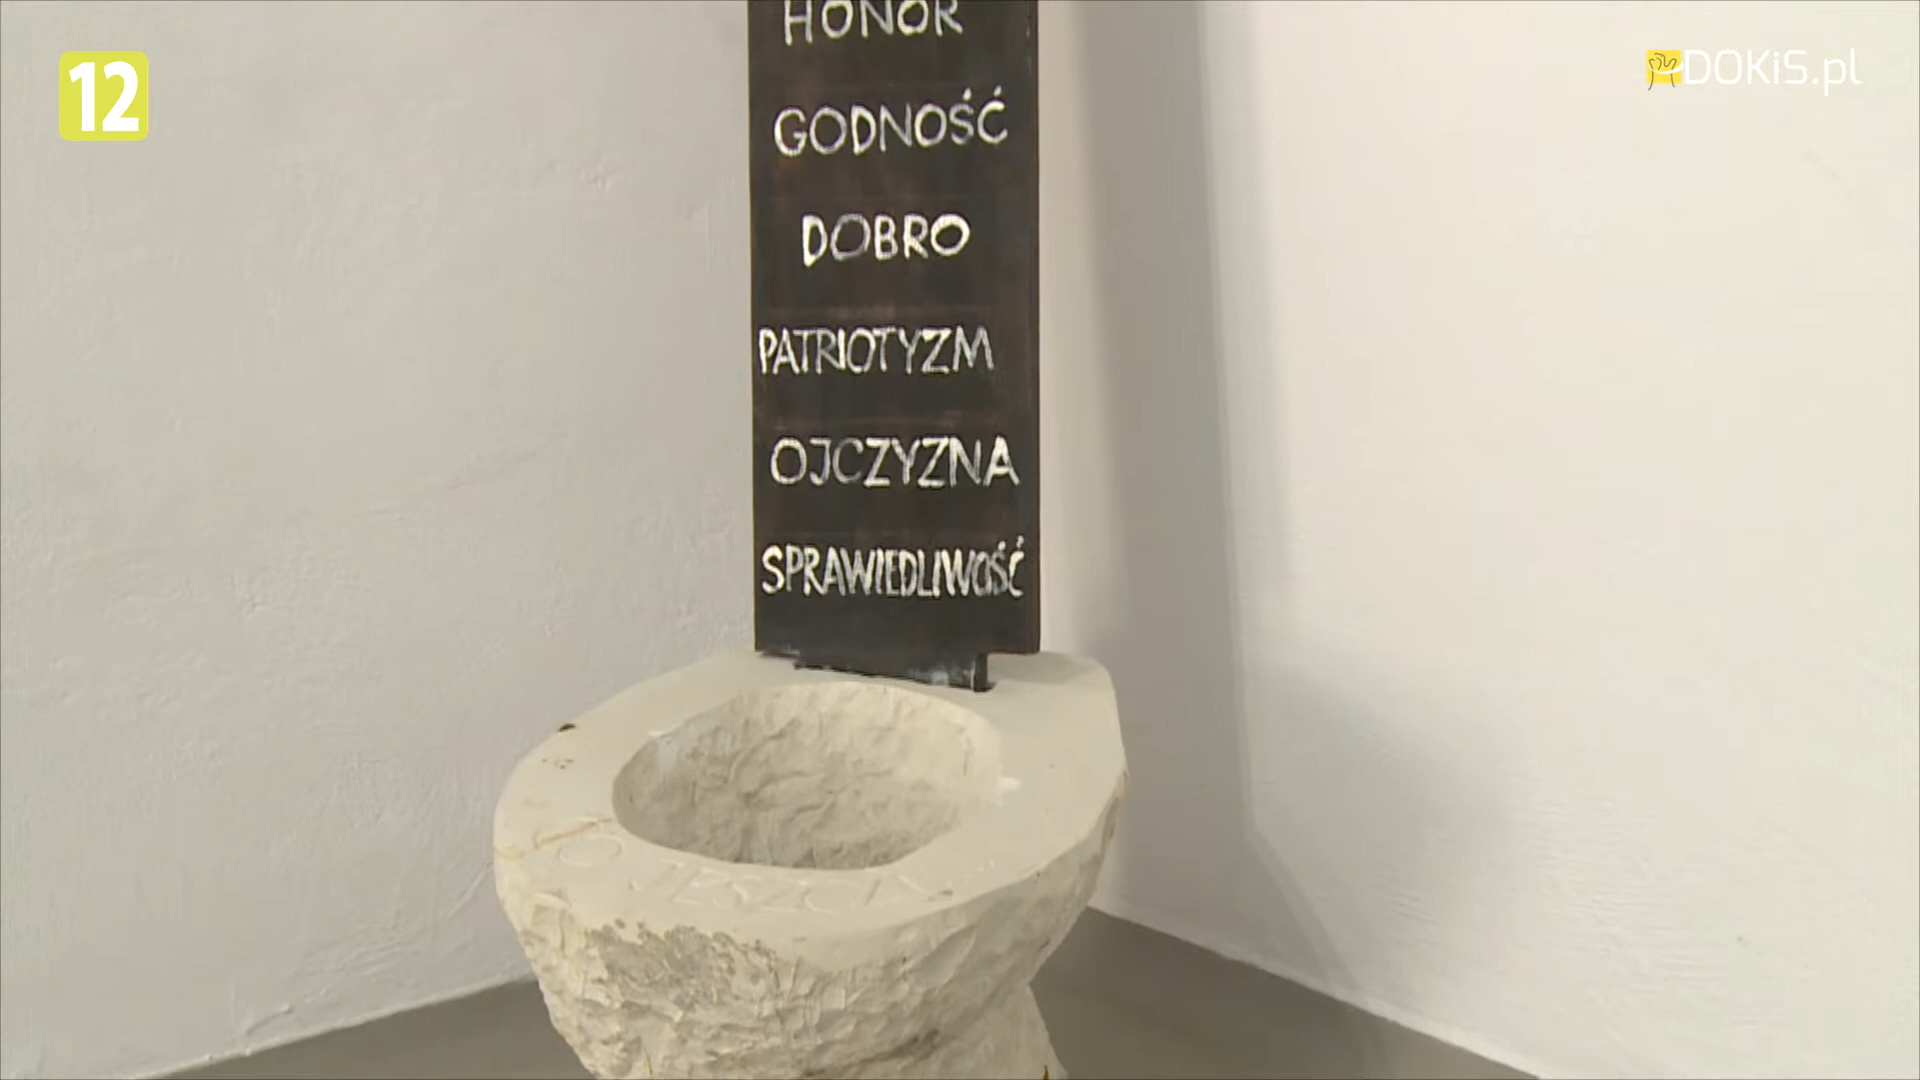 HONOR
12
DOKiS.pl
GODNOŚĆ
DOBRO
PATRIOTYZM
OJCZYZNA
SPRAWIEDLIWOŚĆ